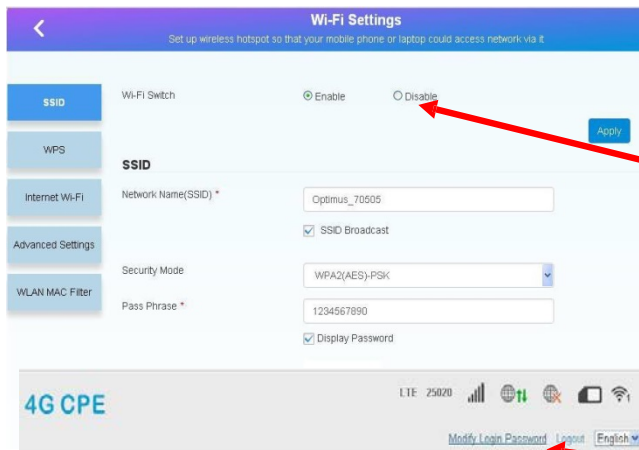 Wi-Fi Settings
Set up wireless hotspot so that your mobile phone or laptop could access network via it
SSID
Wi-Fi Switch
Enable
Disable
Apply
WPS
SSID
Internet Wi-Fi
Network Name(SSID) *
Optimus_70505
SSID Broadcast
Advanced Settings
Security Mode
WPA2(AES)-PSK
WLAN MAC Filter
Pass Phrase *
1234567890
Display Password
4G CPE
LTE 25020
1
Modify Login Password Logout English